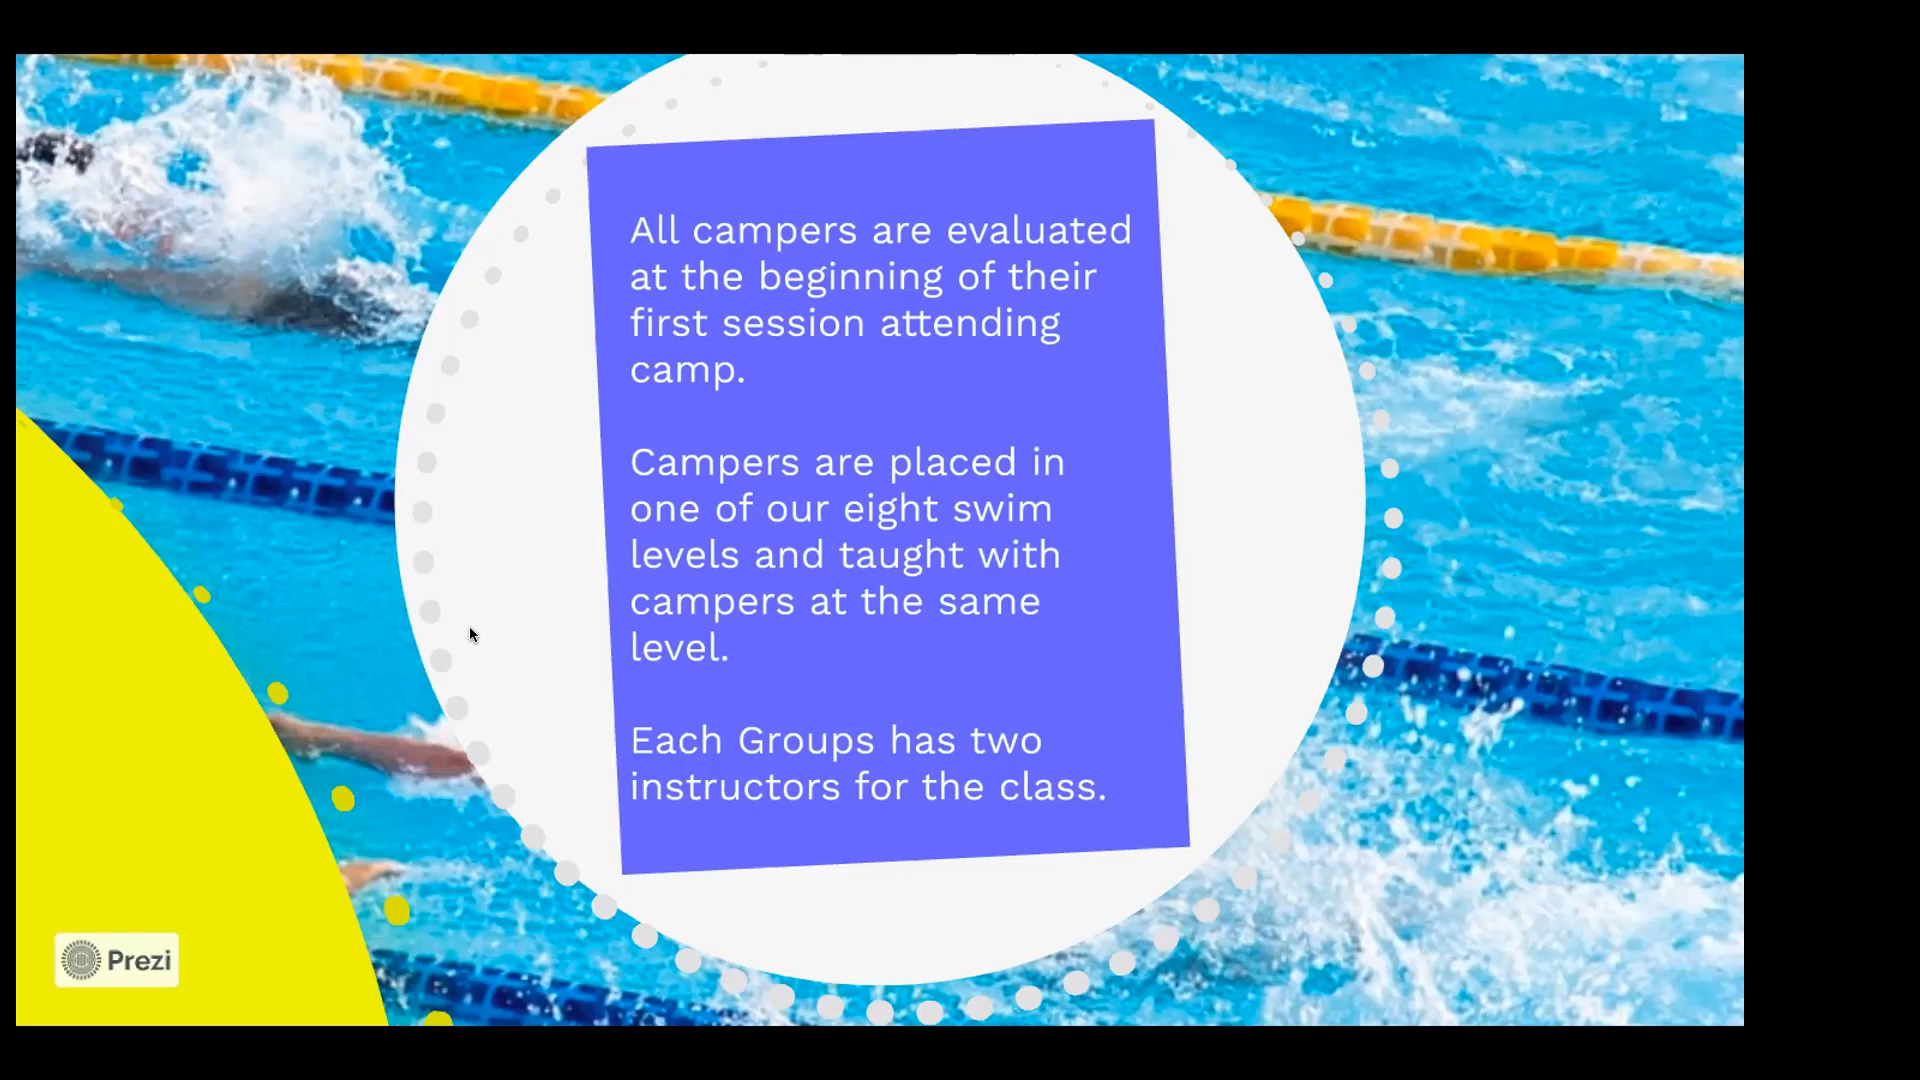 All campers are evaluated
at the beginning of their
first session attending
camp.
Campers are placed in
one of our eight swim
levels and taught with
campers at the same
level.
Each Groups has two
instructors for the class.
Prezi